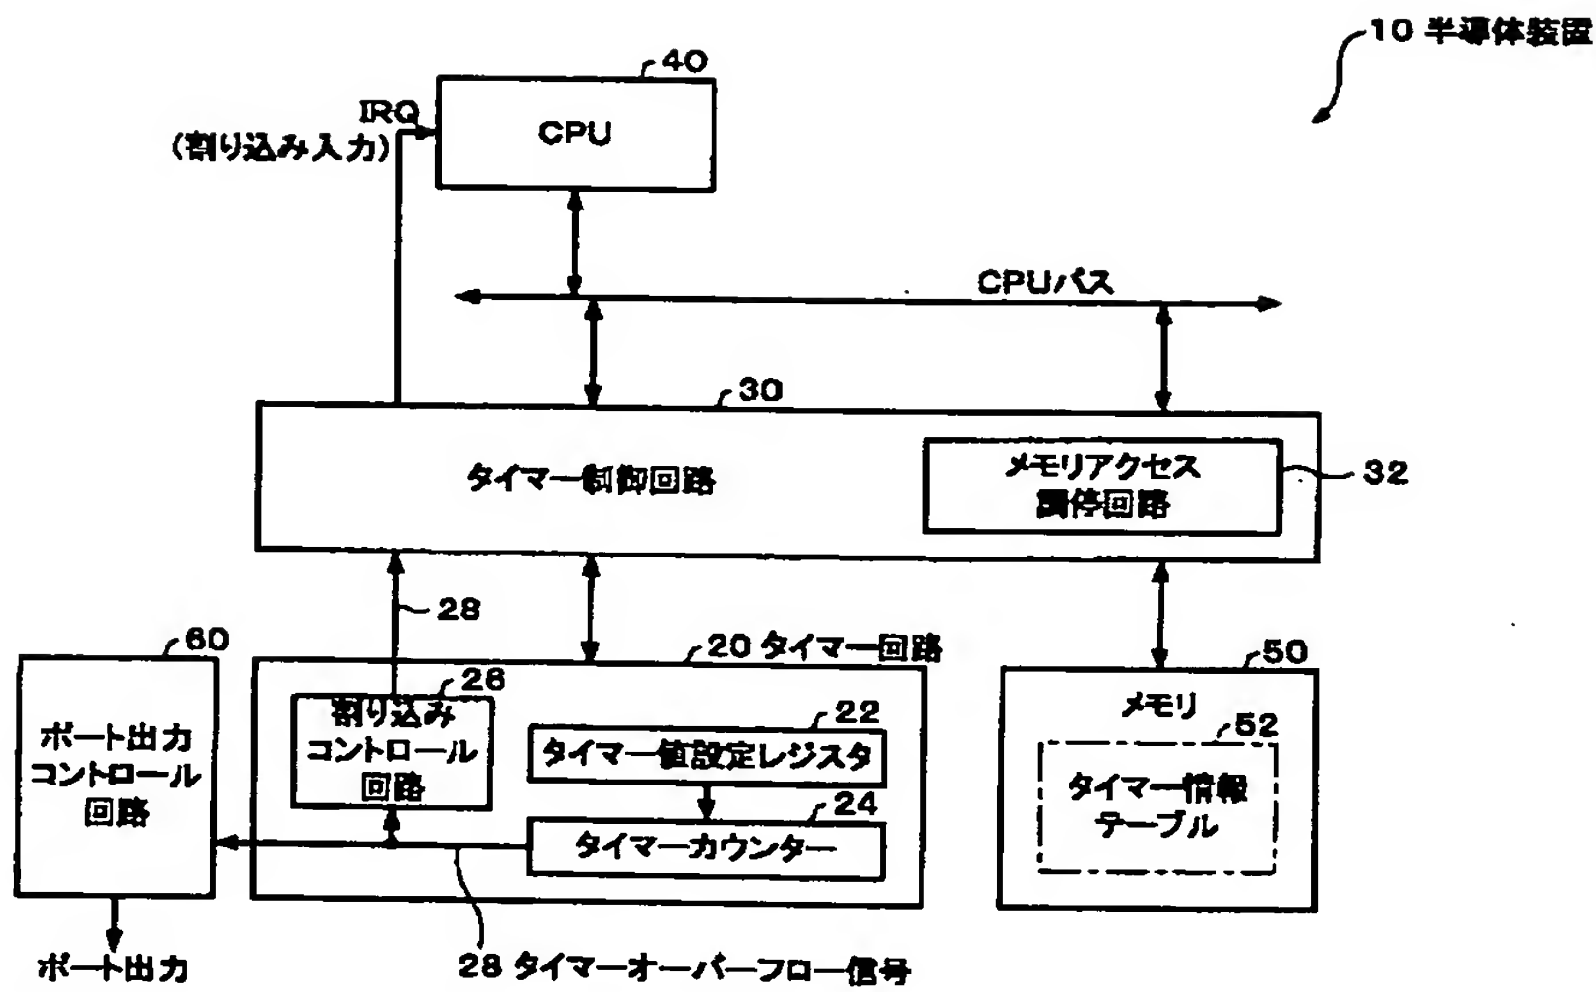 10 半導体装置
40
IRQ
(割り込み入力)
CPU
CPUバス
30
タイマー制御回路
メモリアクセス
調停回路
32
28
60
20 タイマー回路
50
26
割り込み
コントロール
回路
22
タイマー値設定レジスタ
24
タイマーカウンター
メモリ
52
タイマー情報
テーブル
ポート出力
コントロール
回路
ポート出力
28 タイマーオーバーフロー信号